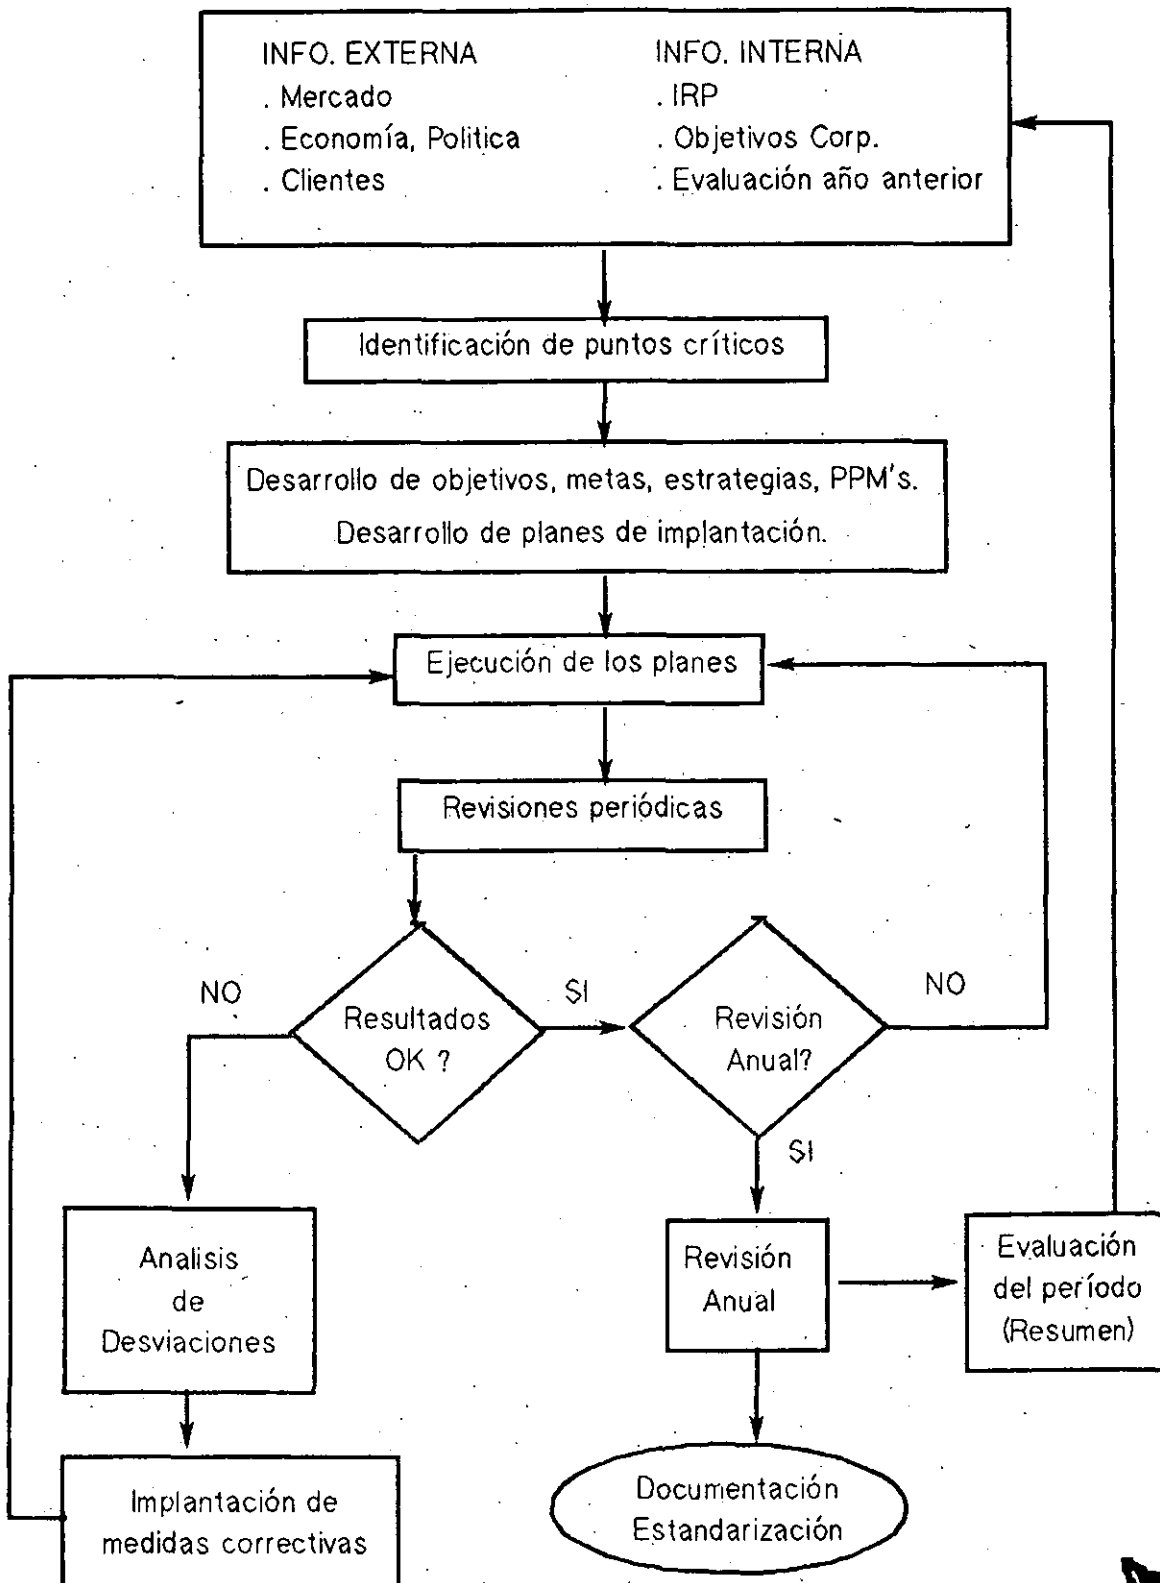 INFO. EXTERNA
. Mercado
. Economía, Politica
. Clientes
INFO. INTERNA
. IRP
. Objetivos Corp.
. Evaluación año anterior
Identificación de puntos críticos
Desarrollo de objetivos, metas, estrategias, PPM's.
Desarrollo de planes de implantación.
Ejecución de los planes
Revisiones periódicas
NO
Resultados
OK ?
SI
Revisión
Anual?
NO
SI
Analisis
de
Desviaciones
Revisión
Anual
Evaluación
del período
(Resumen)
Implantación de
medidas correctivas
Documentación
Estandarización